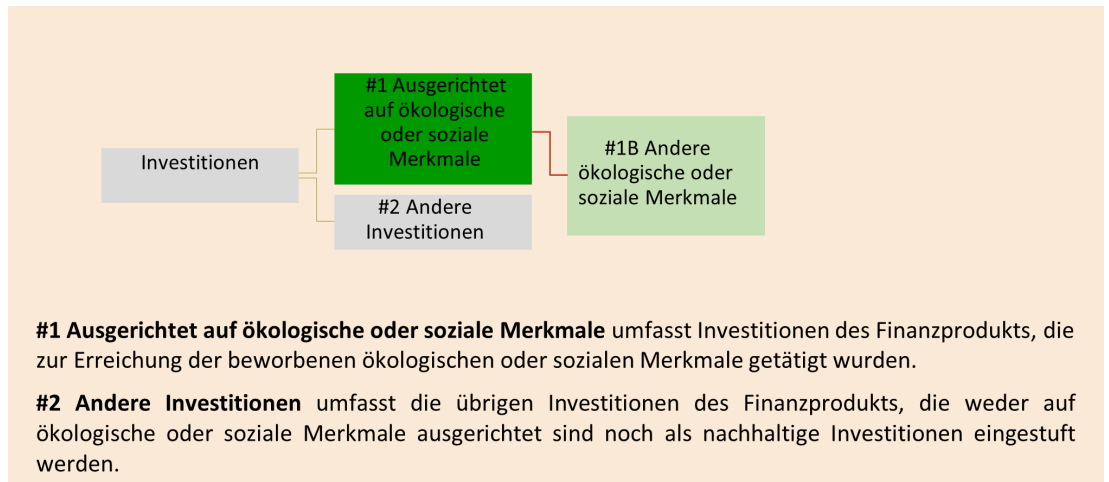 #1 Ausgerichtet
auf ökologische
oder soziale
Merkmale
Investitionen
#2 Andere
Investitionen
#1B Andere
ökologische oder
soziale Merkmale
#1 Ausgerichtet auf ökologische oder soziale Merkmale umfasst Investitionen des Finanzprodukts, die
zur Erreichung der beworbenen ökologischen oder sozialen Merkmale getätigt wurden.
#2 Andere Investitionen umfasst die übrigen Investitionen des Finanzprodukts, die weder auf
ökologische oder soziale Merkmale ausgerichtet sind noch als nachhaltige Investitionen eingestuft
werden.